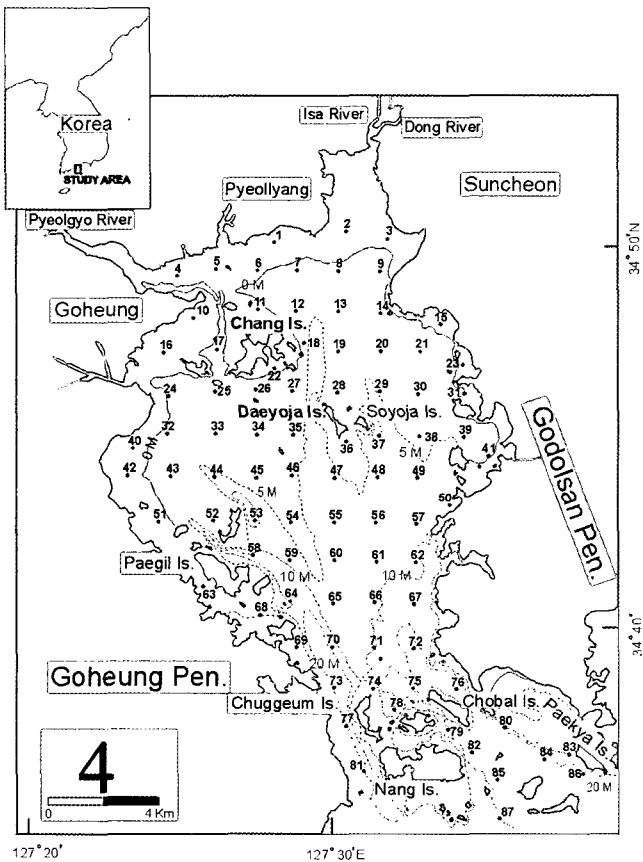 Korea
STUDY AREA
Isa River
Dong River
Pyeollyang
Suncheon
Pyeolgyo River
34°50'N
1 2 3
4 5 6 7 8 9
0 M
Goheung
10 11 12 13 14 15
Chang Is.
16 17 18 19 20 21
22 23
24 25 26 27 28 29 30 31
Daeyoja Is.
Soyoja Is.
32 33 34 35 36 37 38 39
0 M
5 M
40 41
42 43 44 45 46 47 48 49
5 M
50
51 52 53 54 55 56 57
Godolsan Pen.
Paegil Is.
58 59 60 61 62
10 M
10 M
63 64 65 66 67
68
34°40'
69 70 71 72
20 M
Goheung Pen.
73 74 75 76
Chuggeum Is.
Chobal Is.
Paekya Is.
77 78 79 80
81 82 83 84
85 86
20 M
Nang Is.
87
4
0 4 Km
127°20'
127°30'E